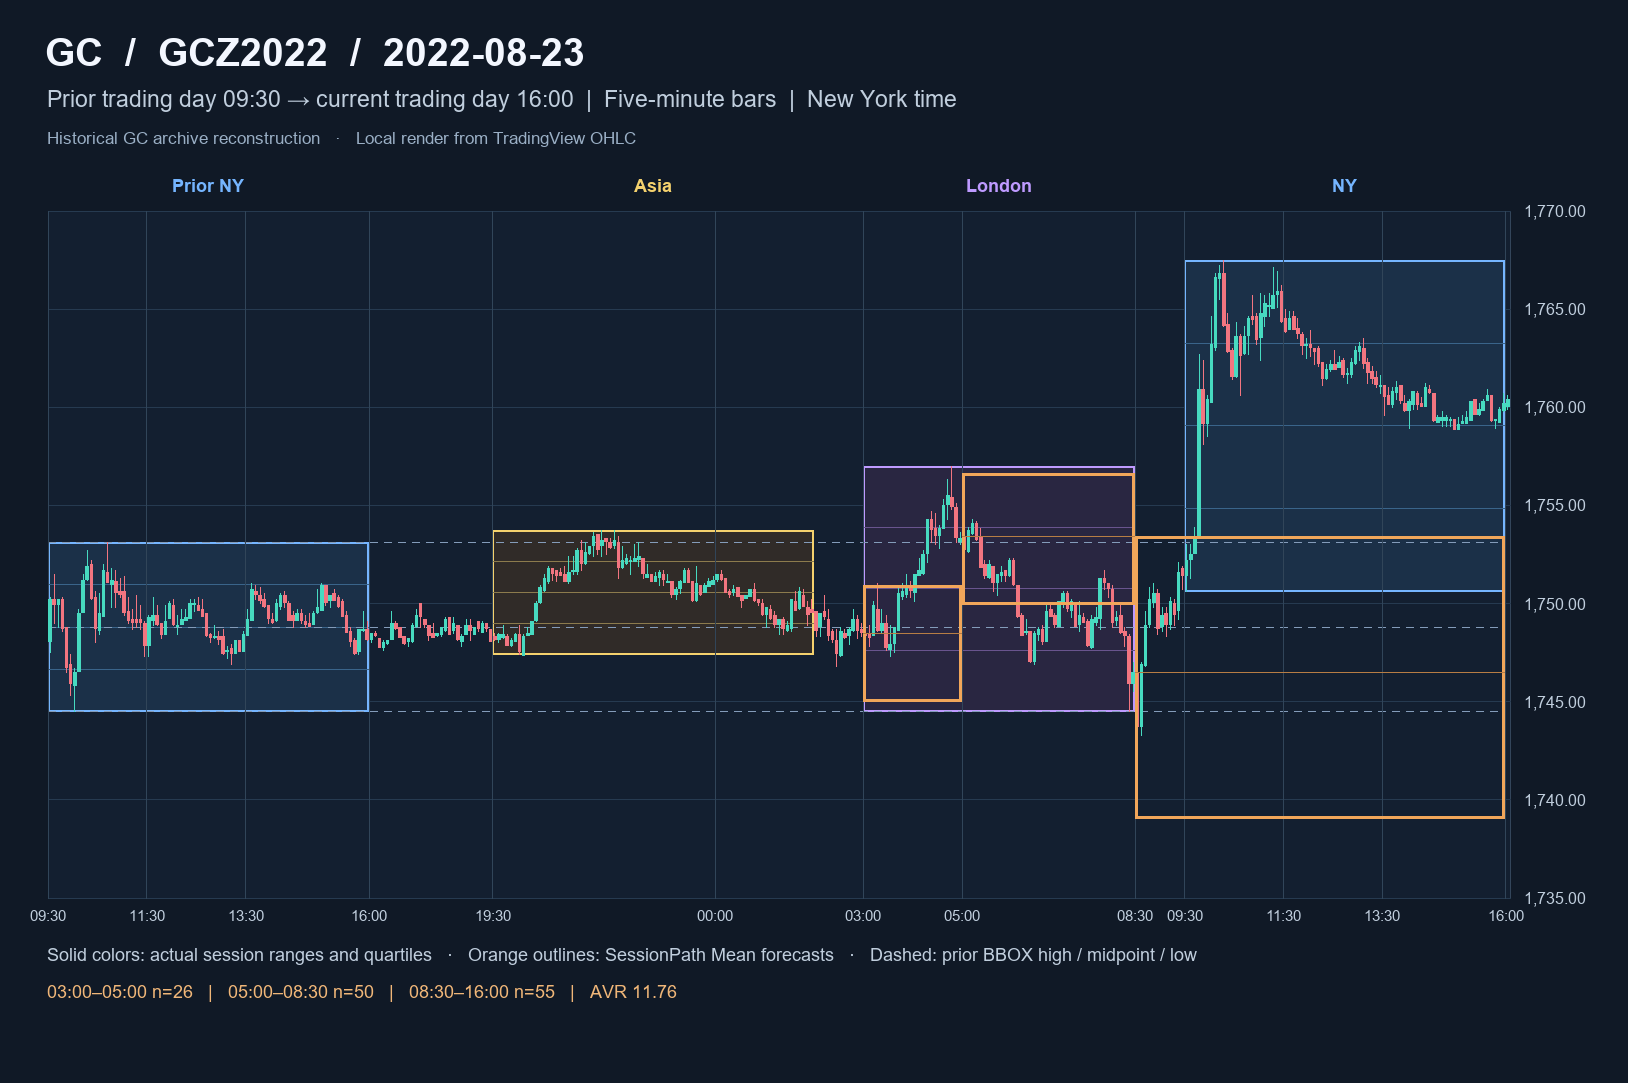 GC / GCZ2022 / 2022-08-23
Prior trading day 09:30 → current trading day 16:00 | Five-minute bars | New York time
Historical GC archive reconstruction · Local render from TradingView OHLC
Prior NY Asia London NY
1,770.00
1,765.00
1,760.00
1,755.00
1,750.00
1,745.00
1,740.00
1,735.00
09:30 11:30 13:30 16:00 19:30 00:00 03:00 05:00 08:30 09:30 11:30 13:30 16:00
Solid colors: actual session ranges and quartiles · Orange outlines: SessionPath Mean forecasts · Dashed: prior BBOX high / midpoint / low
03:00–05:00 n=26 | 05:00–08:30 n=50 | 08:30–16:00 n=55 | AVR 11.76